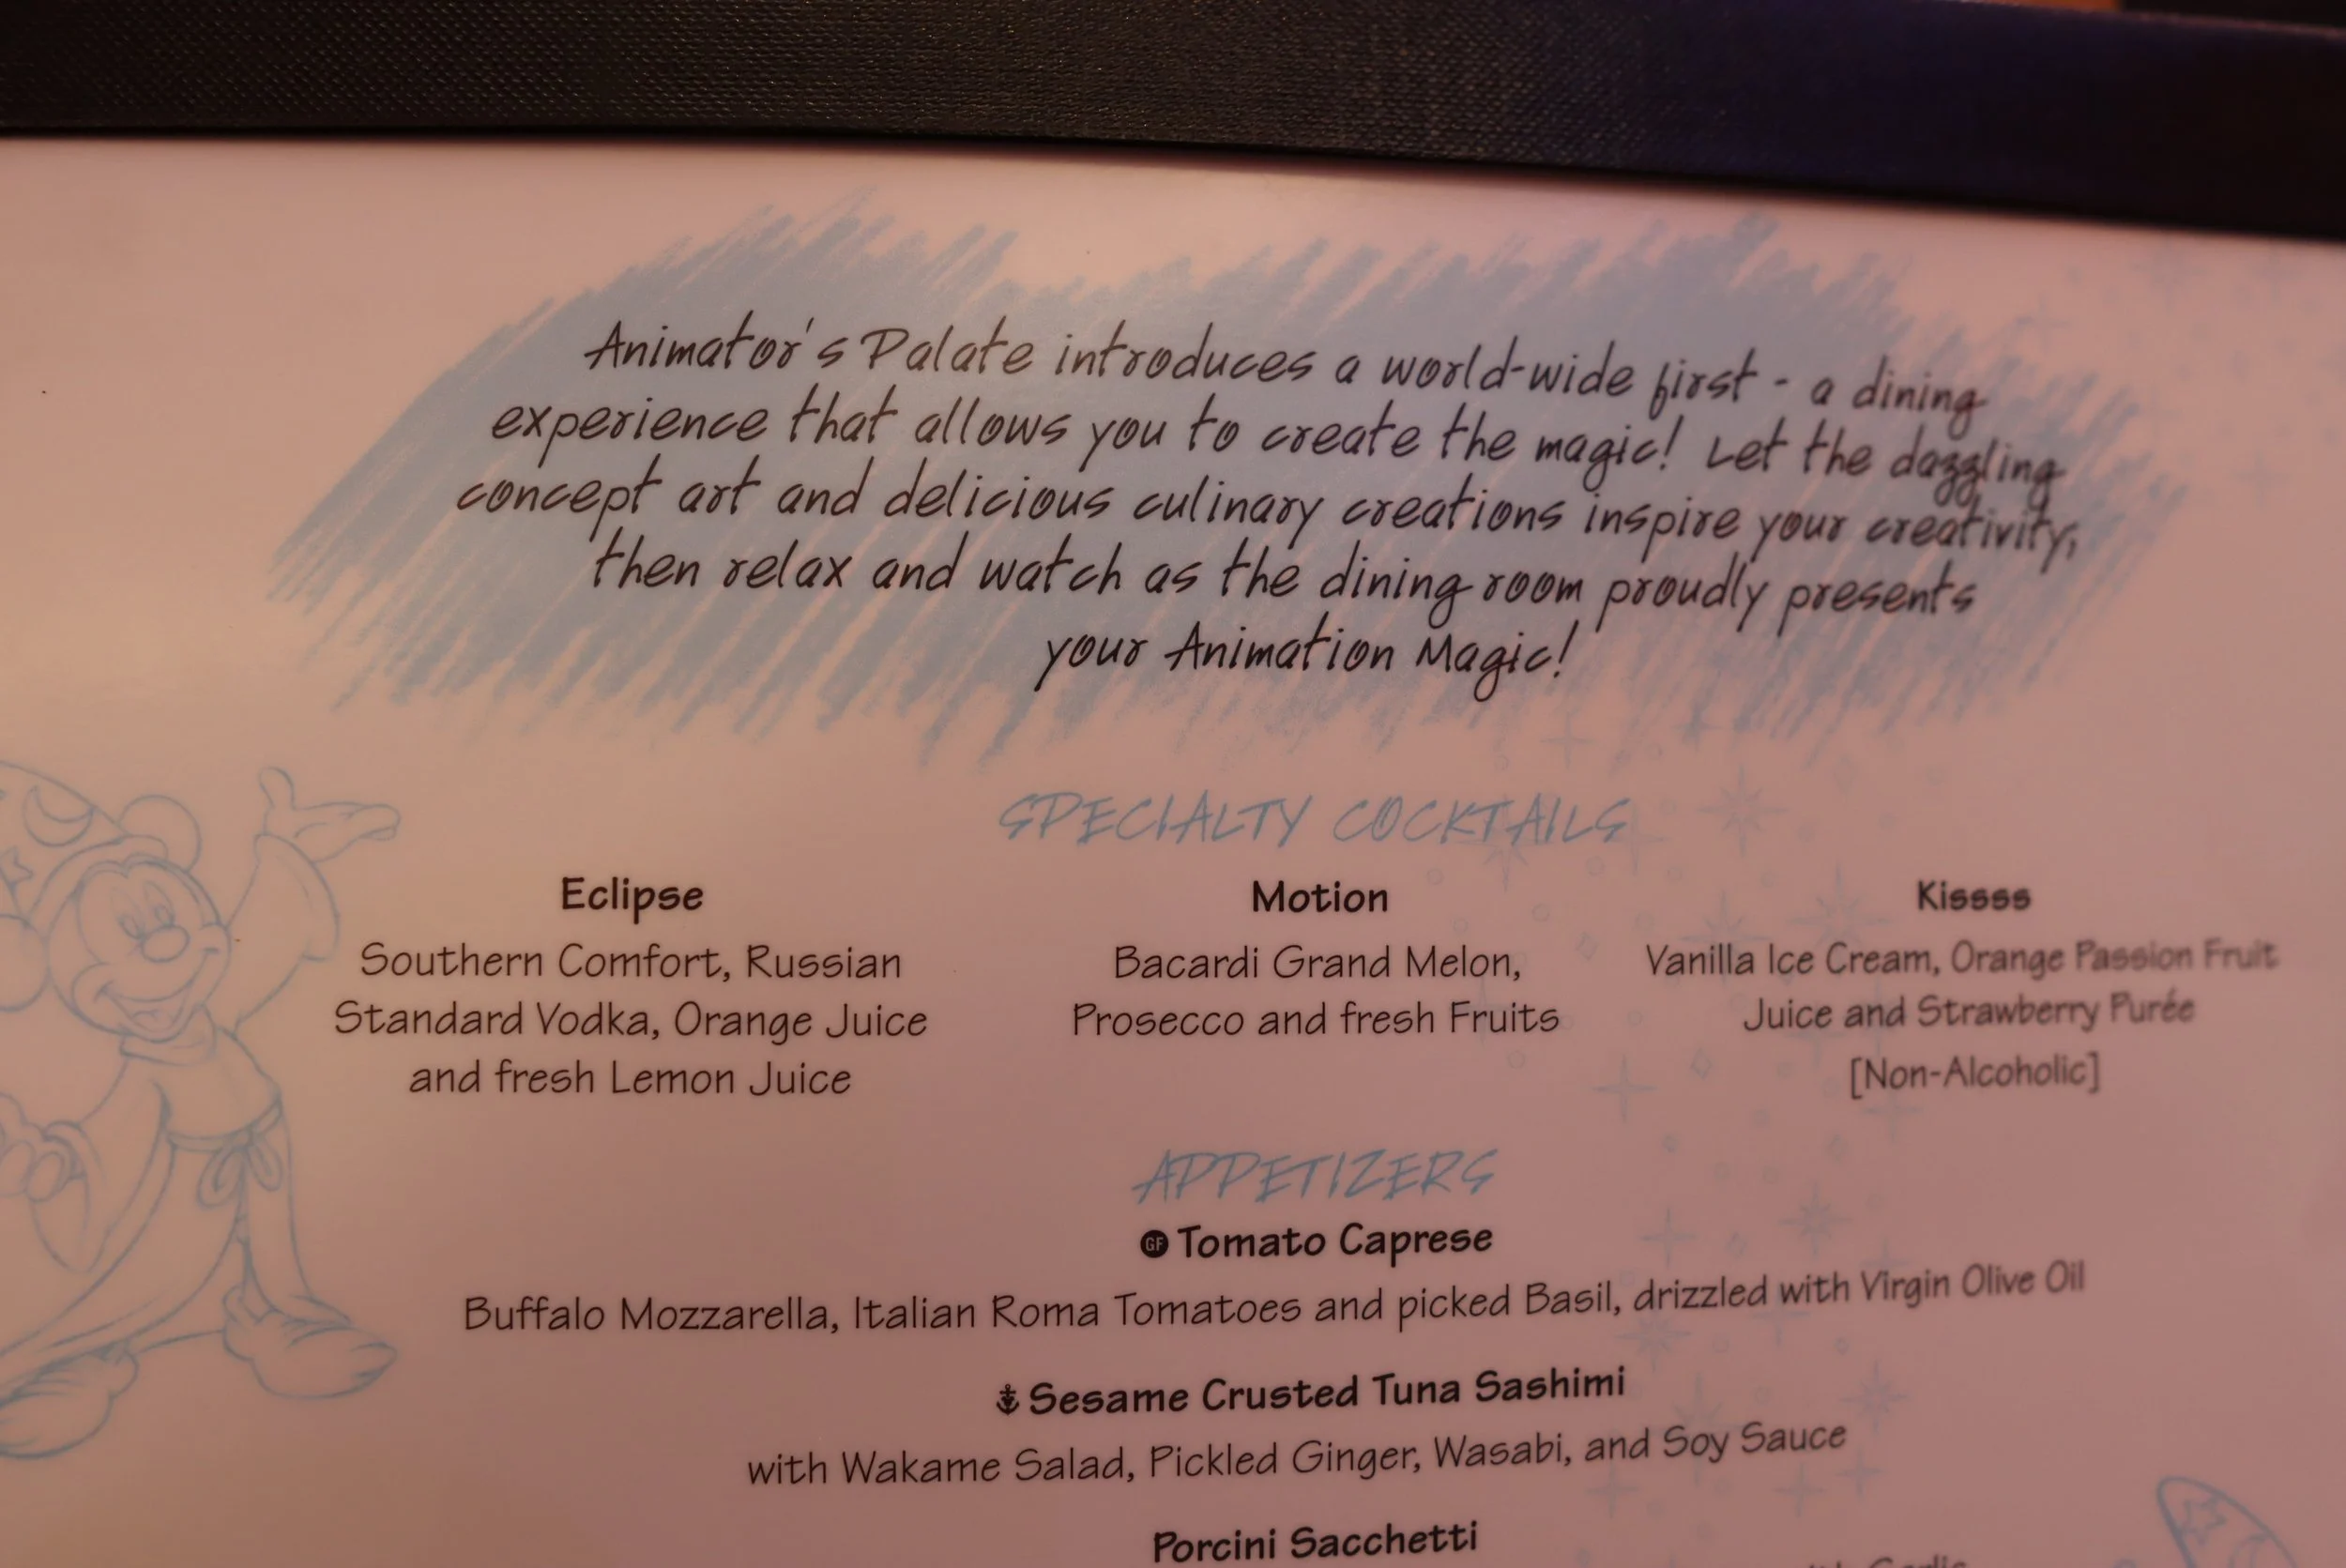 Animator's Palate introduces a world-wide first - a dining
experience that allows you to create the magic! Let the dazzling
concept art and delicious culinary creations inspire your creativity,
then relax and watch as the dining room proudly presents
your Animation Magic!
SPECIALTY COCKTAILS
Eclipse
Southern Comfort, Russian
Standard Vodka, Orange Juice
and fresh Lemon Juice
Motion
Bacardi Grand Melon,
Prosecco and fresh Fruits
Kissss
Vanilla Ice Cream, Orange Passion Fruit
Juice and Strawberry Purée
[Non-Alcoholic]
APPETIZERS
GF Tomato Caprese
Buffalo Mozzarella, Italian Roma Tomatoes and picked Basil, drizzled with Virgin Olive Oil
Sesame Crusted Tuna Sashimi
with Wakame Salad, Pickled Ginger, Wasabi, and Soy Sauce
Porcini Sacchetti